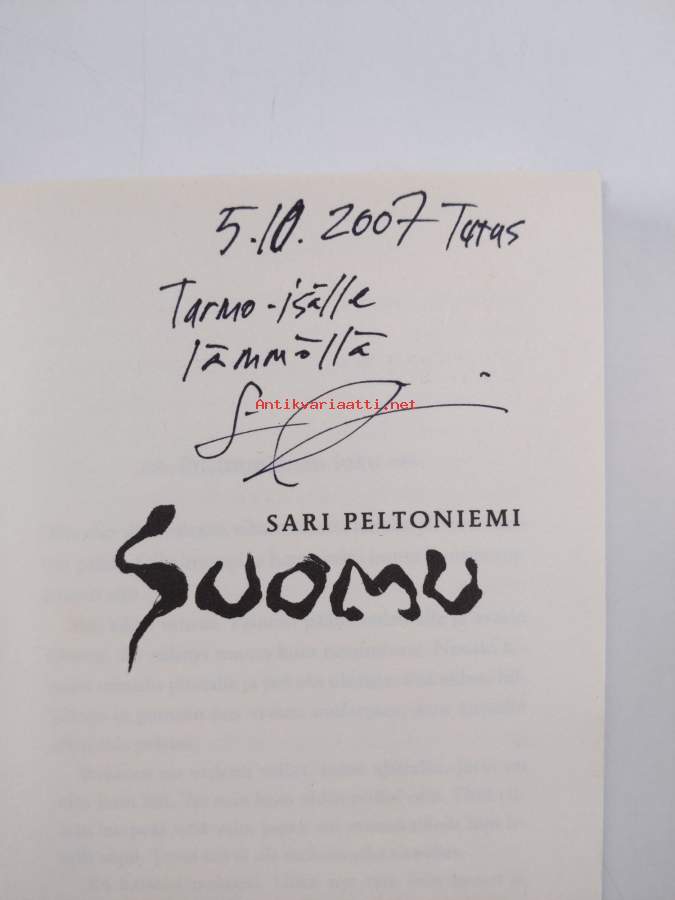 5.10.2007 Turus
Tarmo-isälle
lämmöllä
Antikvariaatti.net
SARI PELTONIEMI
SUOMU